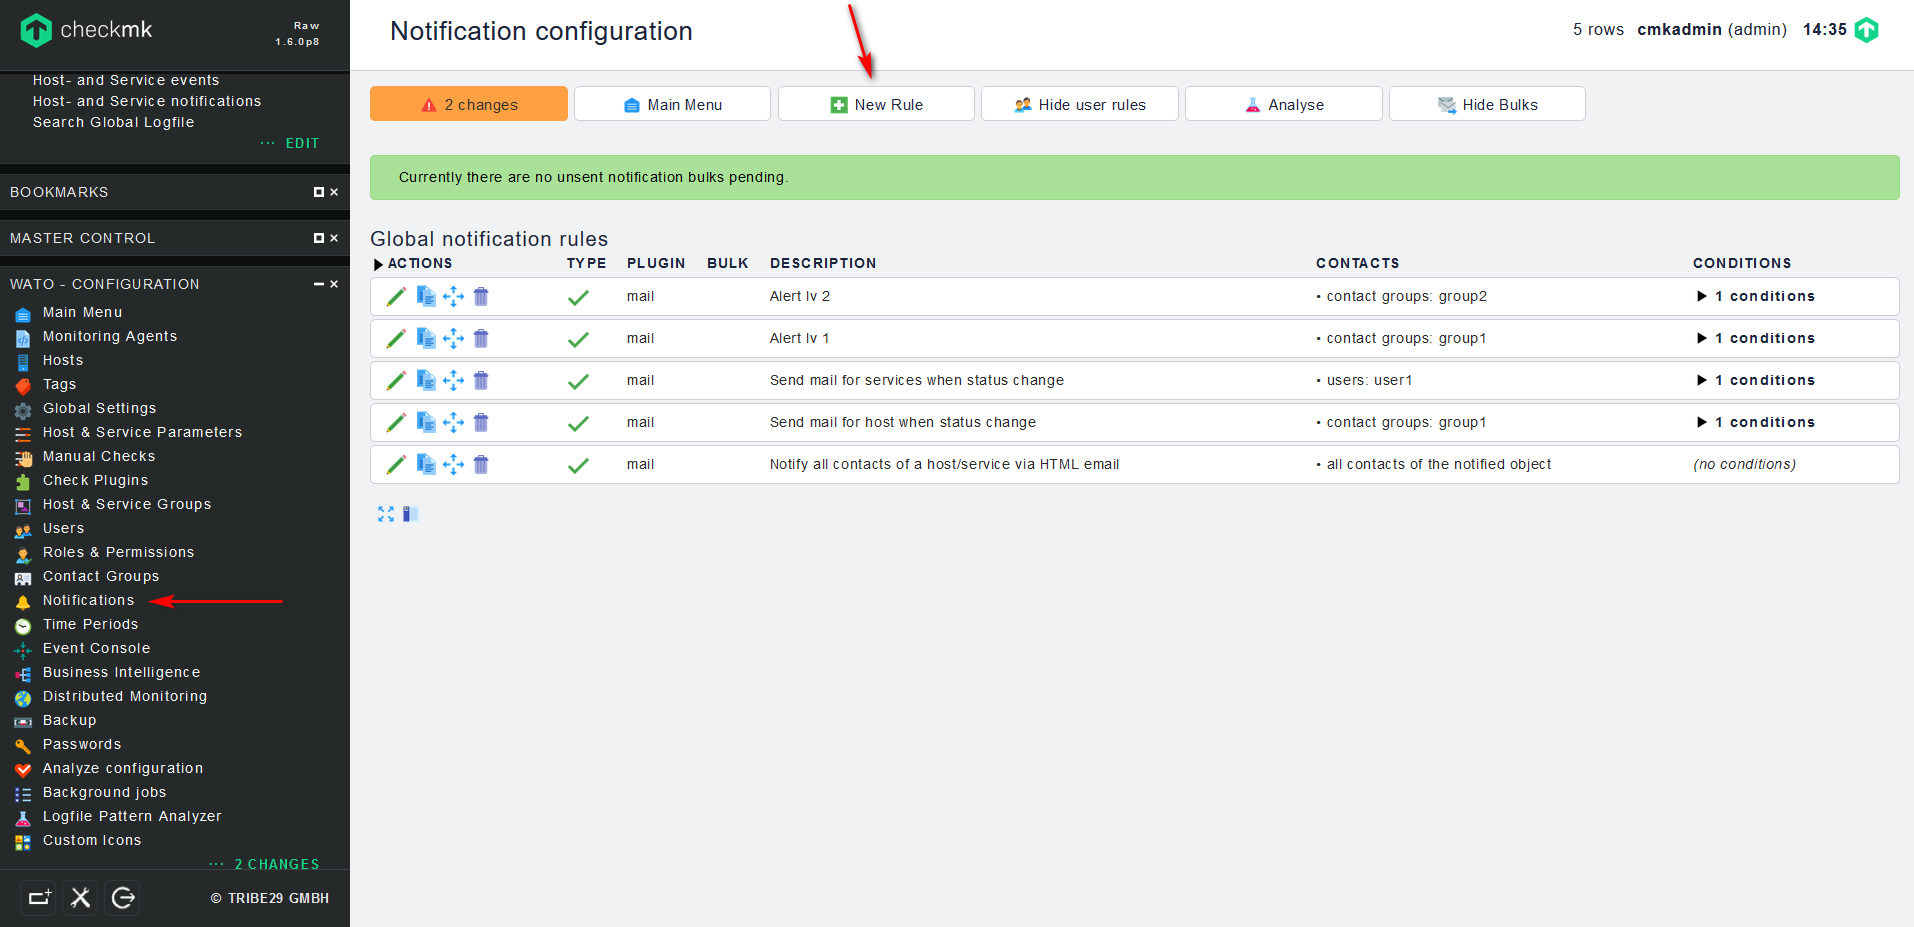 checkmk
Raw
1.6.0p8
Host- and Service events
Host- and Service notifications
Search Global Logfile
··· EDIT
BOOKMARKS
MASTER CONTROL
WATO - CONFIGURATION
Main Menu
Monitoring Agents
Hosts
Tags
Global Settings
Host & Service Parameters
Manual Checks
Check Plugins
Host & Service Groups
Users
Roles & Permissions
Contact Groups
Notifications
Time Periods
Event Console
Business Intelligence
Distributed Monitoring
Backup
Passwords
Analyze configuration
Background jobs
Logfile Pattern Analyzer
Custom Icons
··· 2 CHANGES
© TRIBE29 GMBH
Notification configuration
5 rows cmkadmin (admin) 14:35
2 changes Main Menu New Rule Hide user rules Analyse Hide Bulks
Currently there are no unsent notification bulks pending.
Global notification rules
ACTIONS TYPE PLUGIN BULK DESCRIPTION CONTACTS CONDITIONS
mail Alert lv 2 • contact groups: group2 1 conditions
mail Alert lv 1 • contact groups: group1 1 conditions
mail Send mail for services when status change • users: user1 1 conditions
mail Send mail for host when status change • contact groups: group1 1 conditions
mail Notify all contacts of a host/service via HTML email • all contacts of the notified object (no conditions)